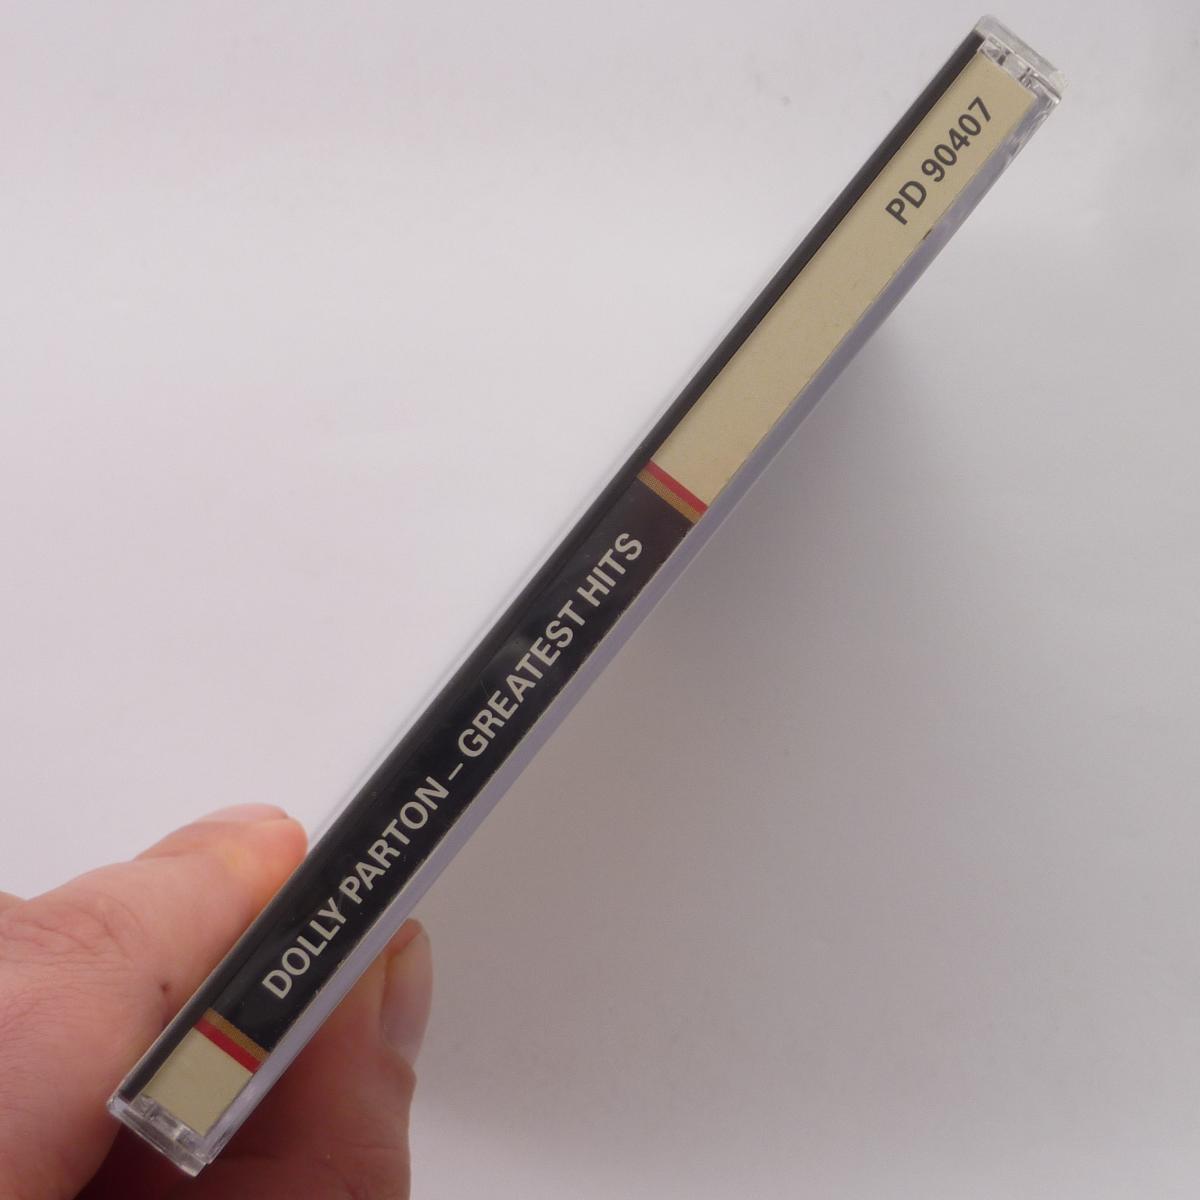 DOLLY PARTON – GREATEST HITS
PD 90407